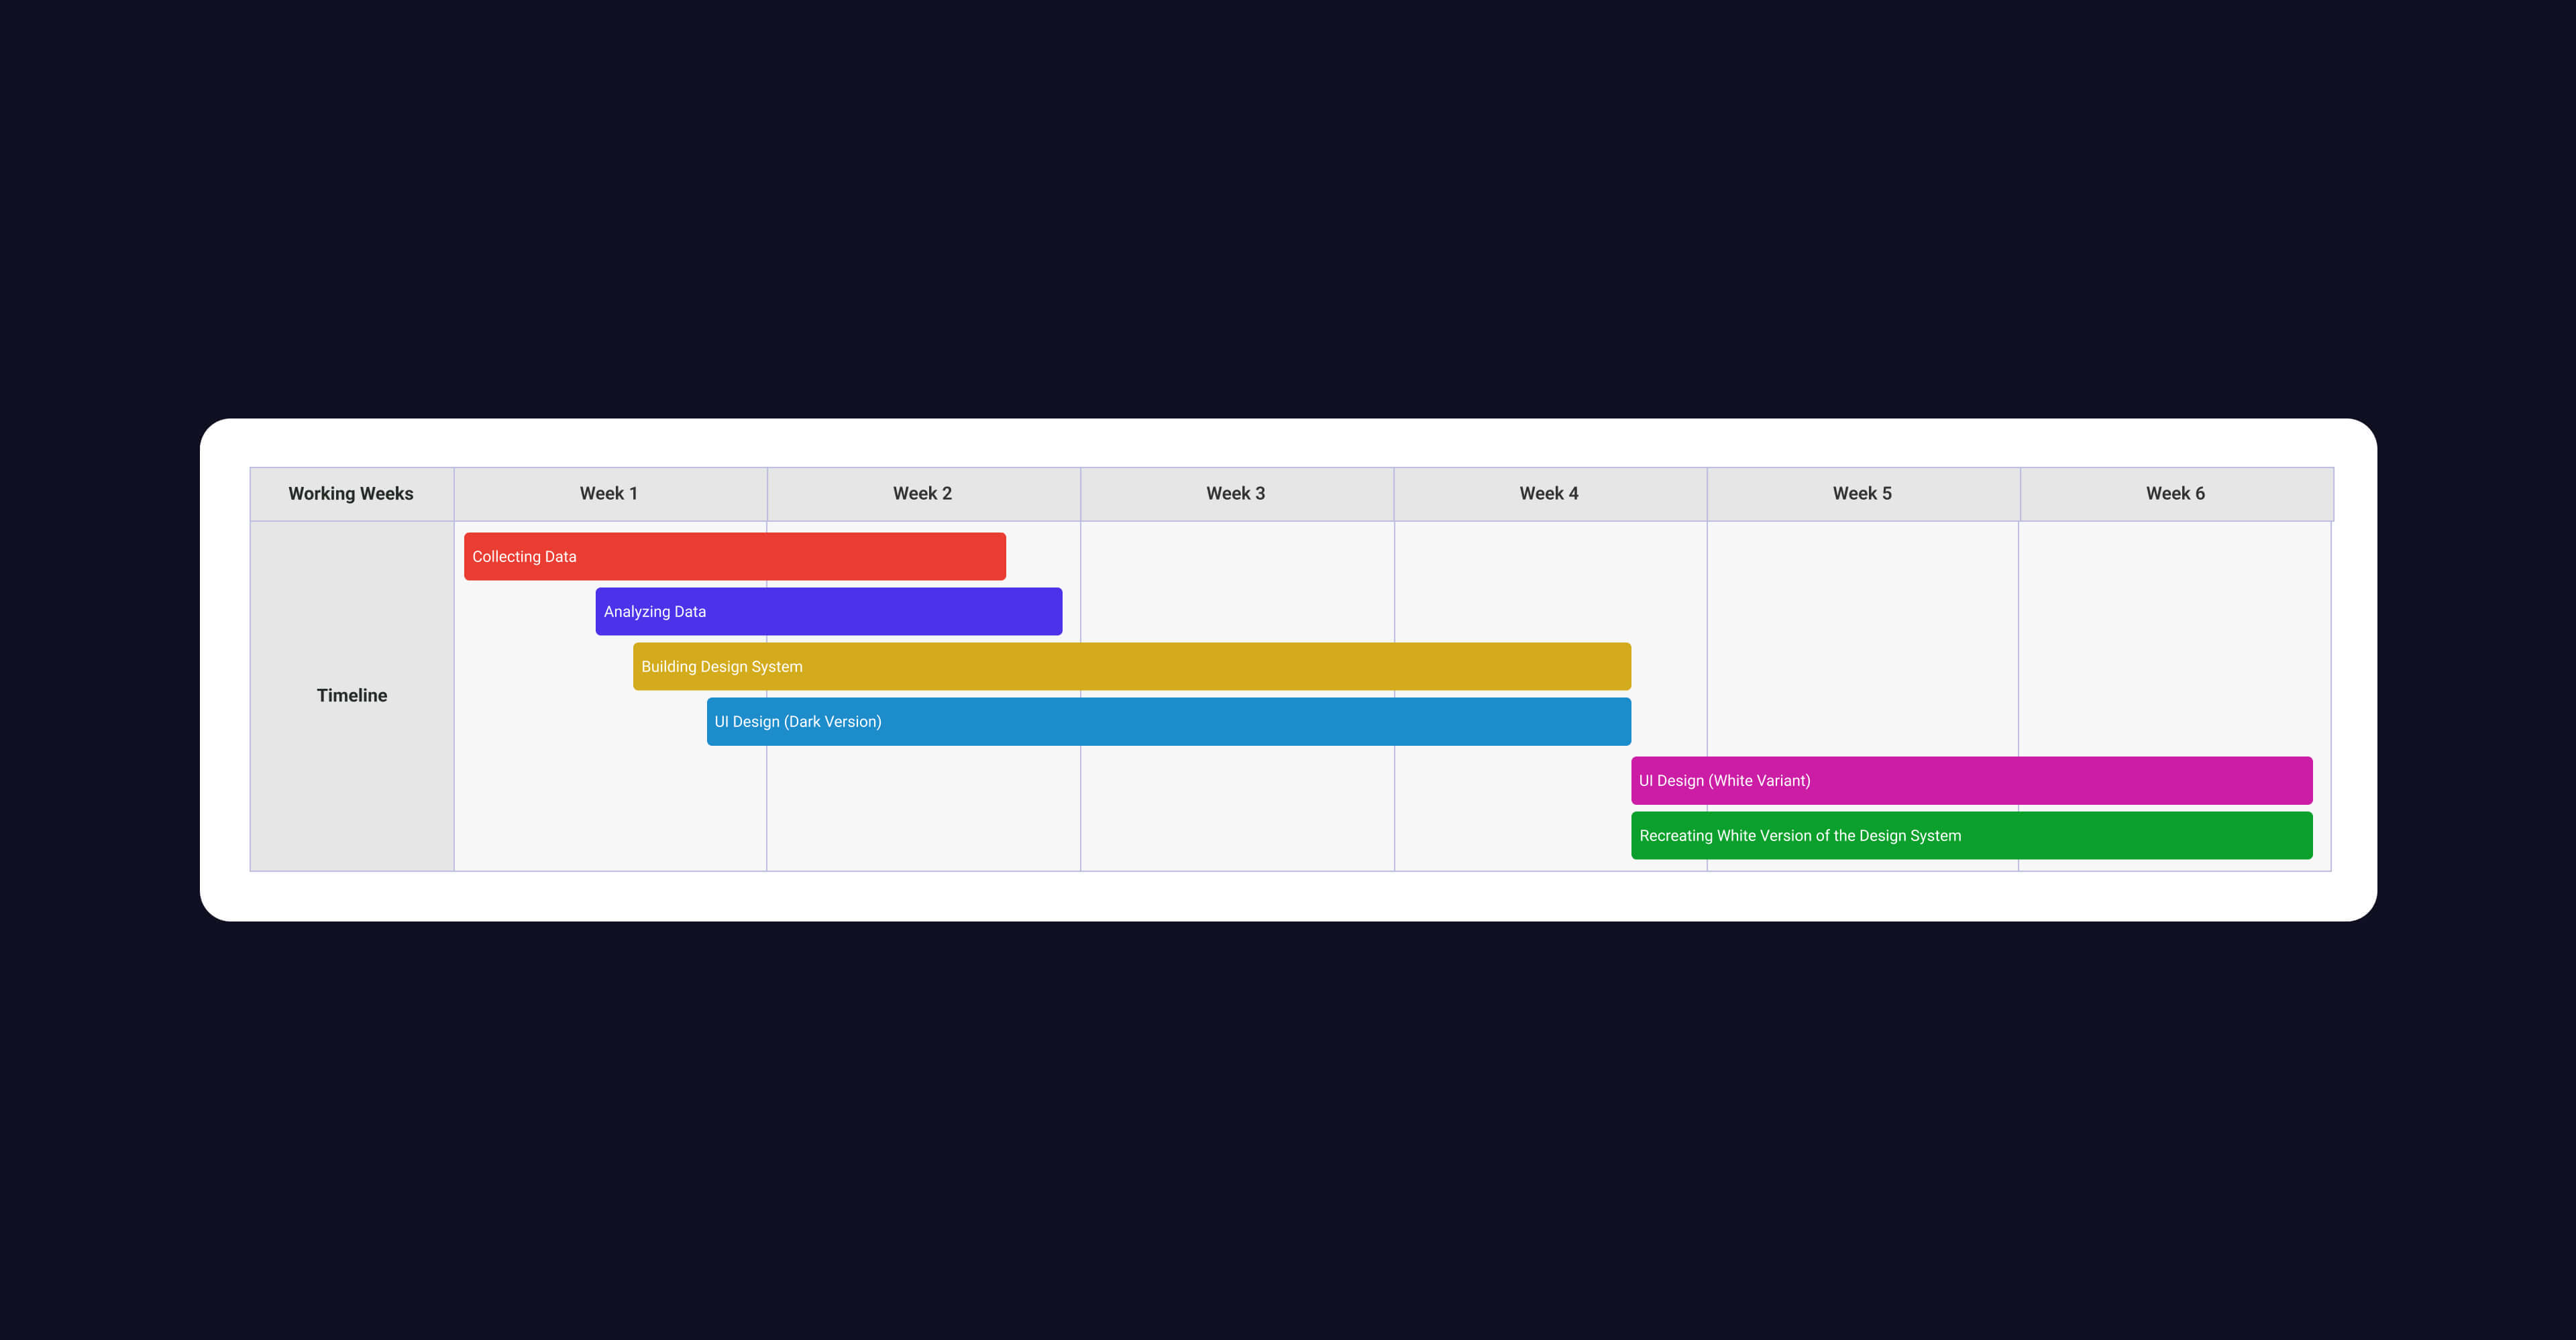 Working Weeks
Week 1
Week 2
Week 3
Week 4
Week 5
Week 6
Timeline
Collecting Data
Analyzing Data
Building Design System
UI Design (Dark Version)
UI Design (White Variant)
Recreating White Version of the Design System